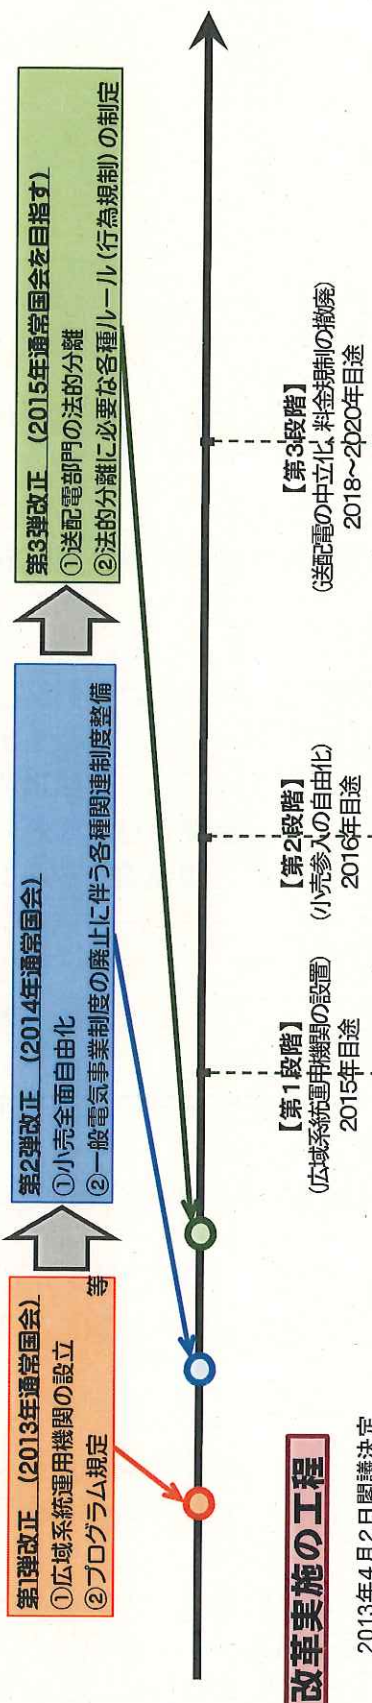 第1弾改正 （2013年通常国会）
①広域系統運用機関の設立
②プログラム規定
等
第2弾改正 （2014年通常国会）
①小売全面自由化
②一般電気事業制度の廃止に伴う各種関連制度整備
第3弾改正 （2015年通常国会を目指す）
①送配電部門の法的分離
②法的分離に必要な各種ルール（行為規制）の制定
【第1段階】
（広域系統運用機関の設置）
2015年目途
【第2段階】
（小売参入の自由化）
2016年目途
【第3段階】
（送配電の中立化、料金規制の撤廃）
2018～2020年目途
改革実施の工程
2013年4月2日閣議決定